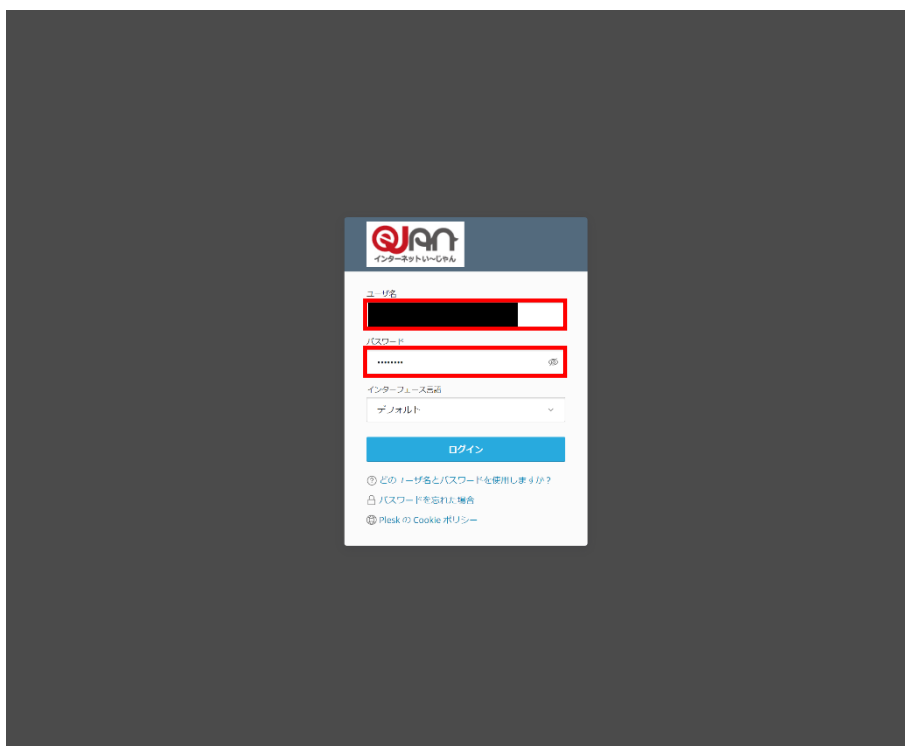 QJAN
インターネットい～じゃん
ユーザ名
パスワード
••••••••
インターフェース言語
デフォルト
ログイン
どのユーザ名とパスワードを使用しますか？
パスワードを忘れた場合
Plesk の Cookie ポリシー